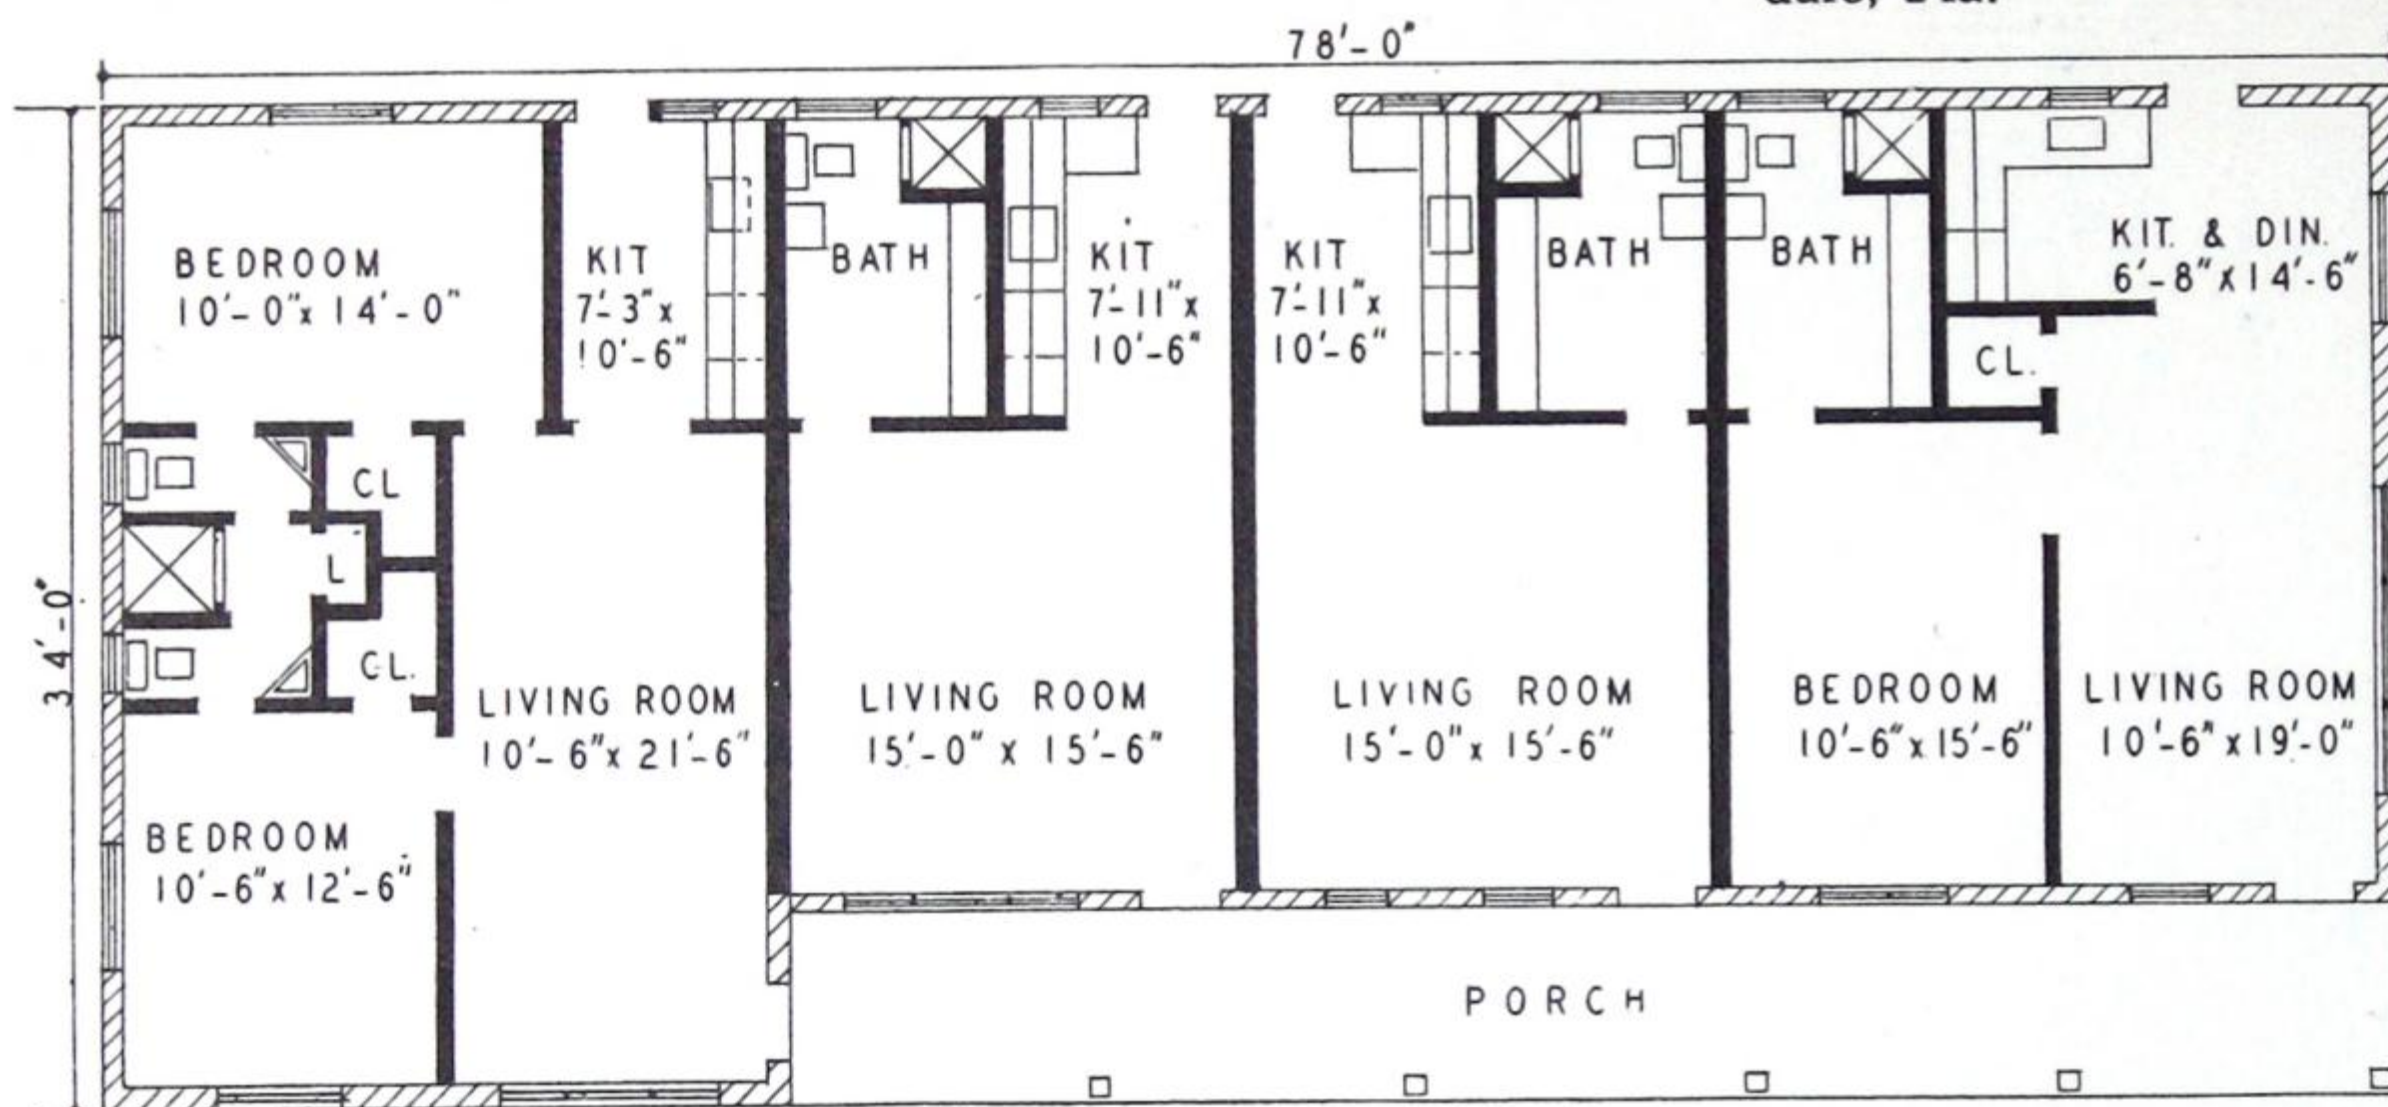 78'-0"
BEDROOM
10'-0" x 14'-0"
KIT
7'-3" x
10'-6"
BATH
KIT
7'-11" x
10'-6"
KIT
7'-11" x
10'-6"
BATH
BATH
KIT. & DIN.
6'-8" x 14'-6"
CL.
CL
L
CL.
34'-0"
LIVING ROOM
10'-6" x 21'-6"
LIVING ROOM
15'-0" x 15'-6"
LIVING ROOM
15'-0" x 15'-6"
BEDROOM
10'-6" x 15'-6"
LIVING ROOM
10'-6" x 19'-0"
BEDROOM
10'-6" x 12'-6"
PORCH